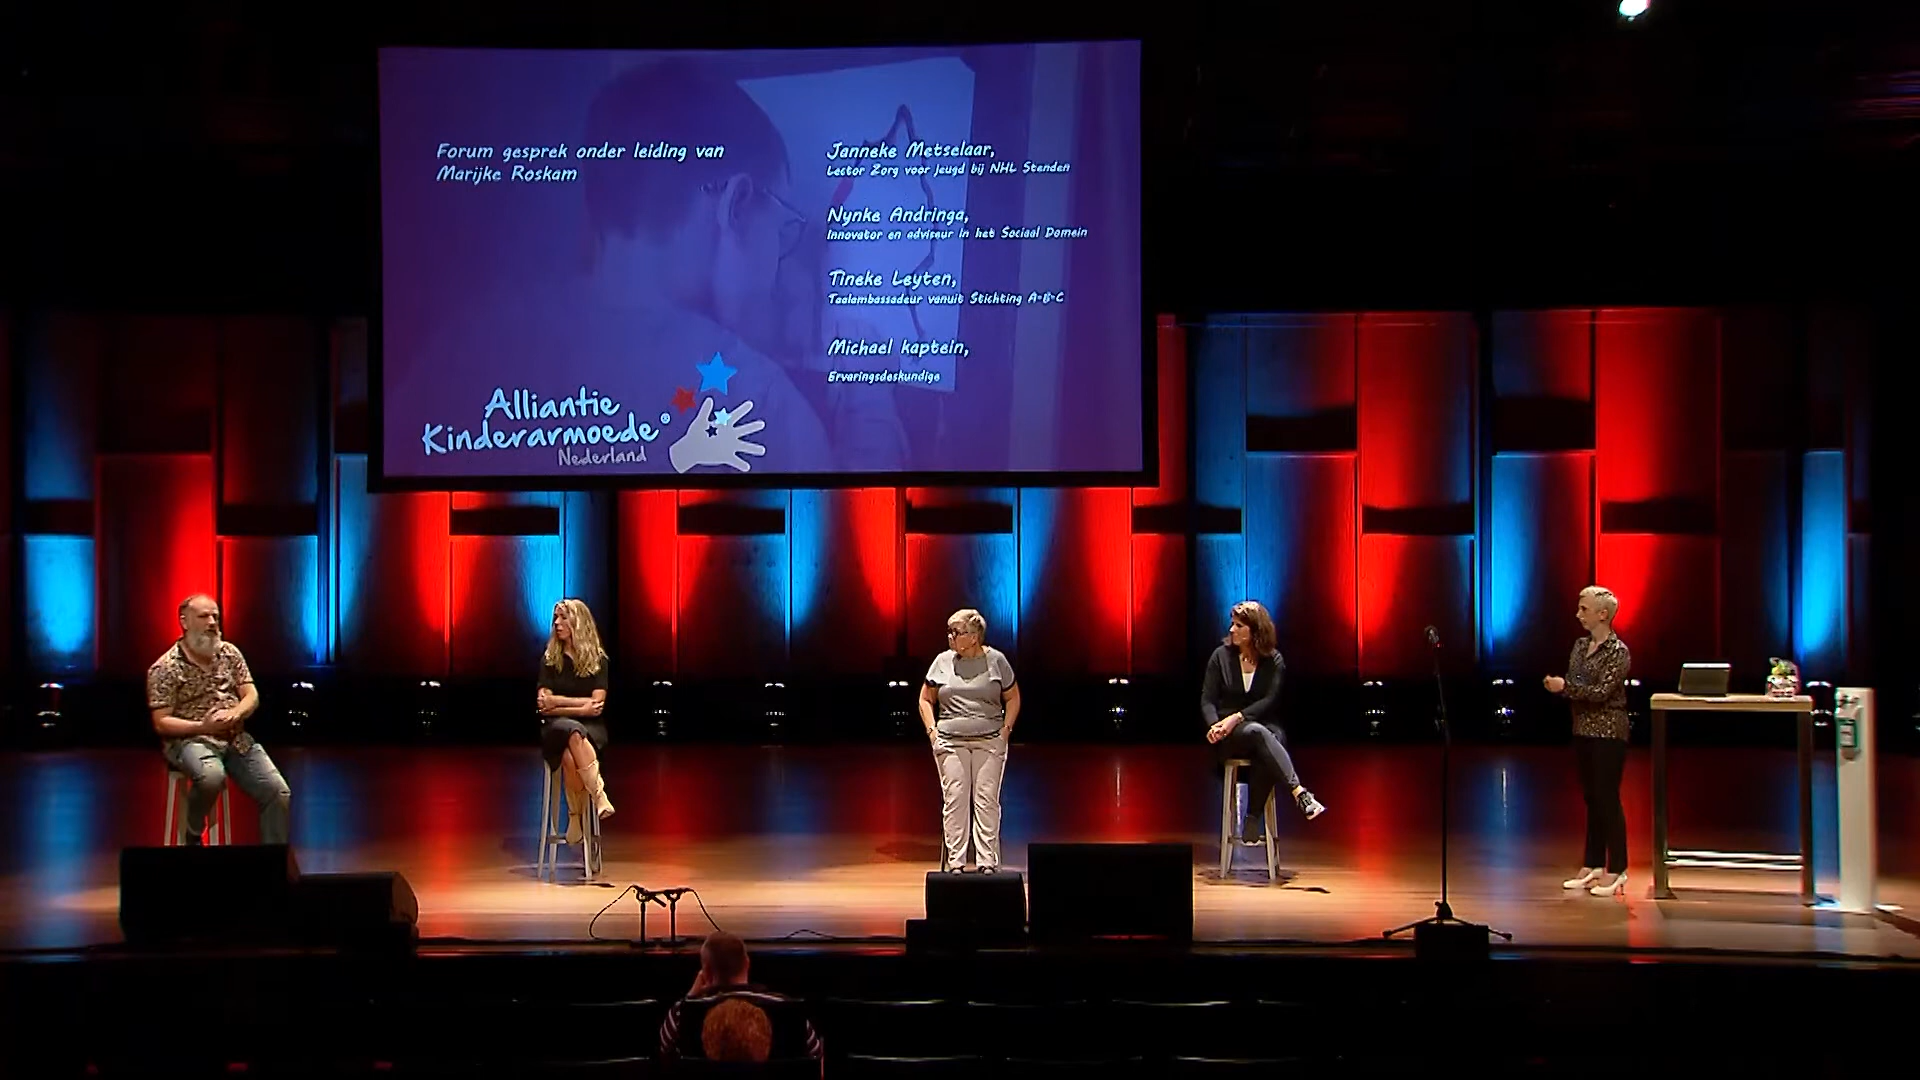 Forum gesprek onder leiding van
Marijke Roskam
Janneke Metselaar,
Lector Zorg voor Jeugd bij NHL Stenden
Nynke Andringa,
Innovator en adviseur in het Sociaal Domein
Tineke Leyten,
Taalambassadeur vanuit Stichting A-B-C
Michael kaptein,
Ervaringsdeskundige
Alliantie
Kinderarmoede®
Nederland